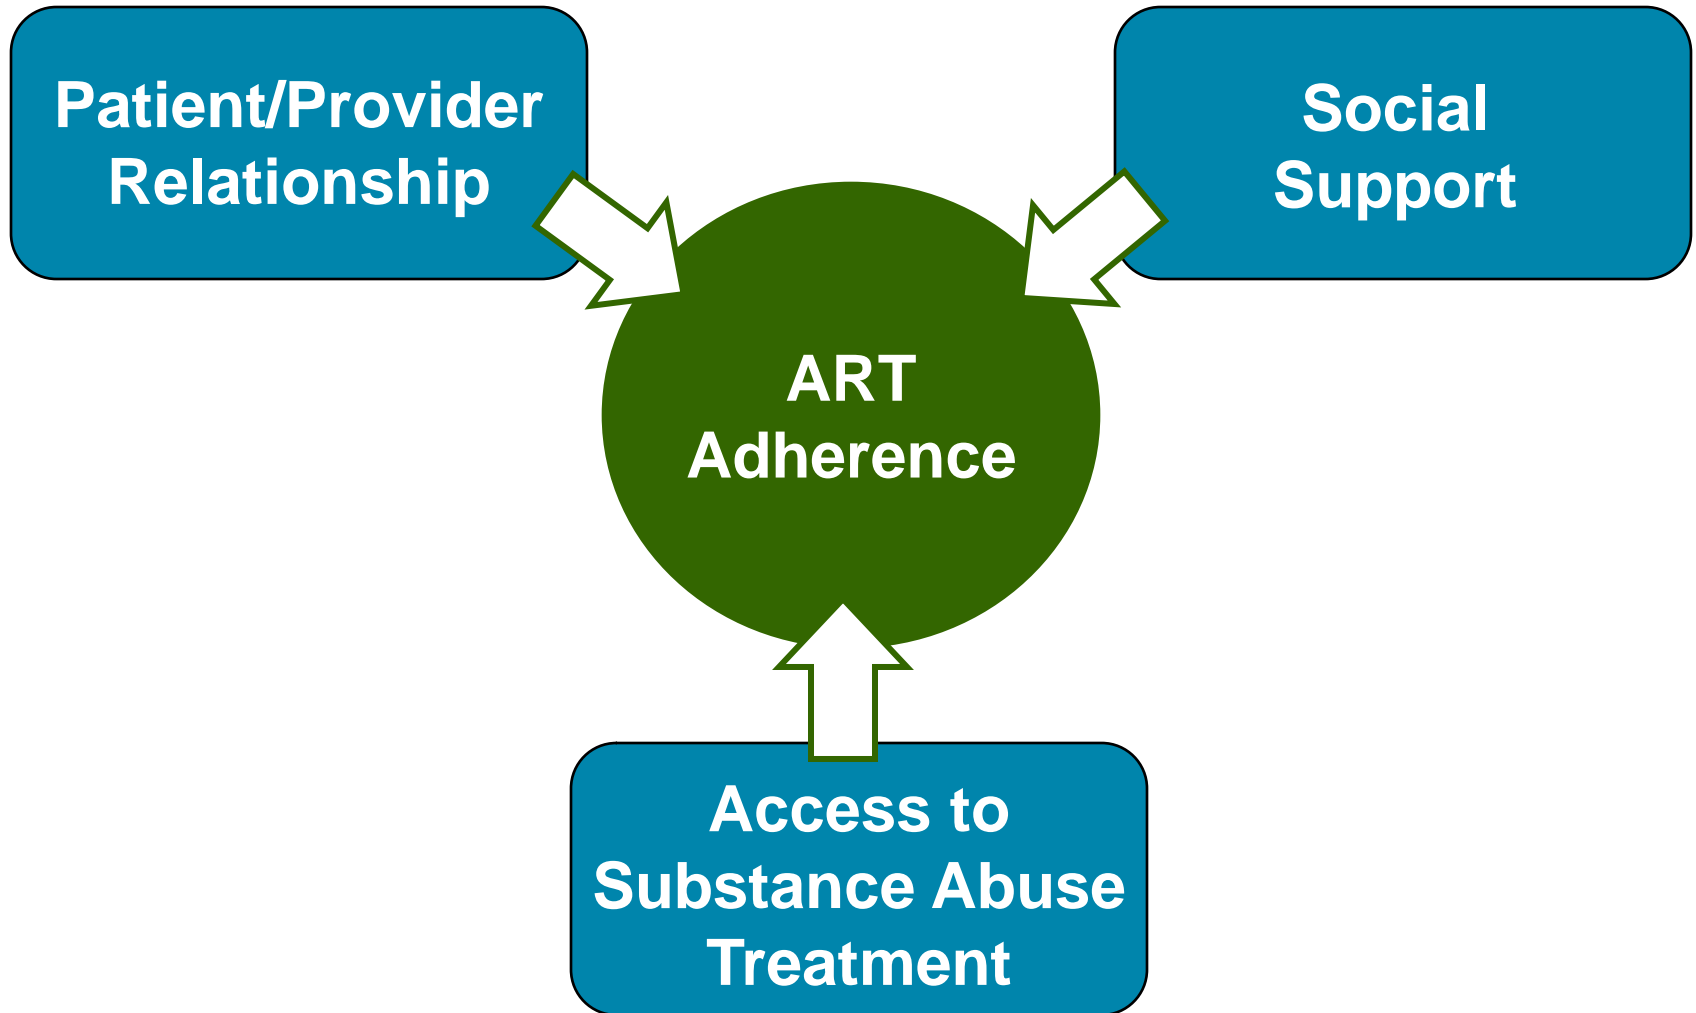 Patient/Provider
Relationship
Social
Support
ART
Adherence
Access to
Substance Abuse
Treatment